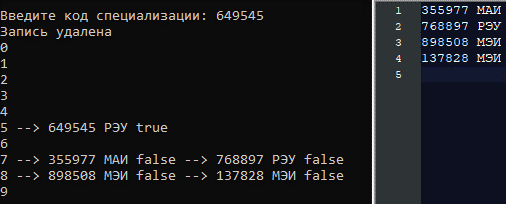 Введите код специализации: 649545
Запись удалена
0
1
2
3
4
5 --> 649545 РЭУ true
6
7 --> 355977 МАИ false --> 768897 РЭУ false
8 --> 898508 МЭИ false --> 137828 МЭИ false
9
1 355977 МАИ
2 768897 РЭУ
3 898508 МЭИ
4 137828 МЭИ
5